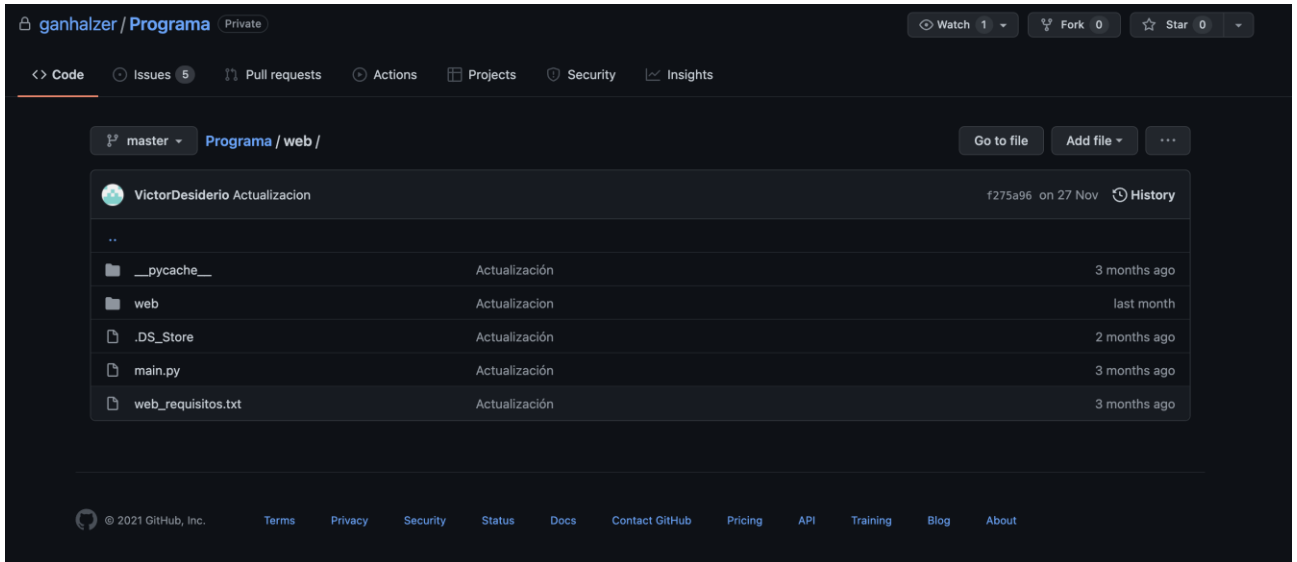 ganhalzer / Programa Private Watch 1 Fork 0 Star 0
<> Code Issues 5 Pull requests Actions Projects Security Insights
master Programa / web / Go to file Add file ...
VictorDesiderio Actualizacion f275a96 on 27 Nov History
..
__pycache__ Actualización 3 months ago
web Actualizacion last month
.DS_Store Actualización 2 months ago
main.py Actualización 3 months ago
web_requisitos.txt Actualización 3 months ago
© 2021 GitHub, Inc. Terms Privacy Security Status Docs Contact GitHub Pricing API Training Blog About